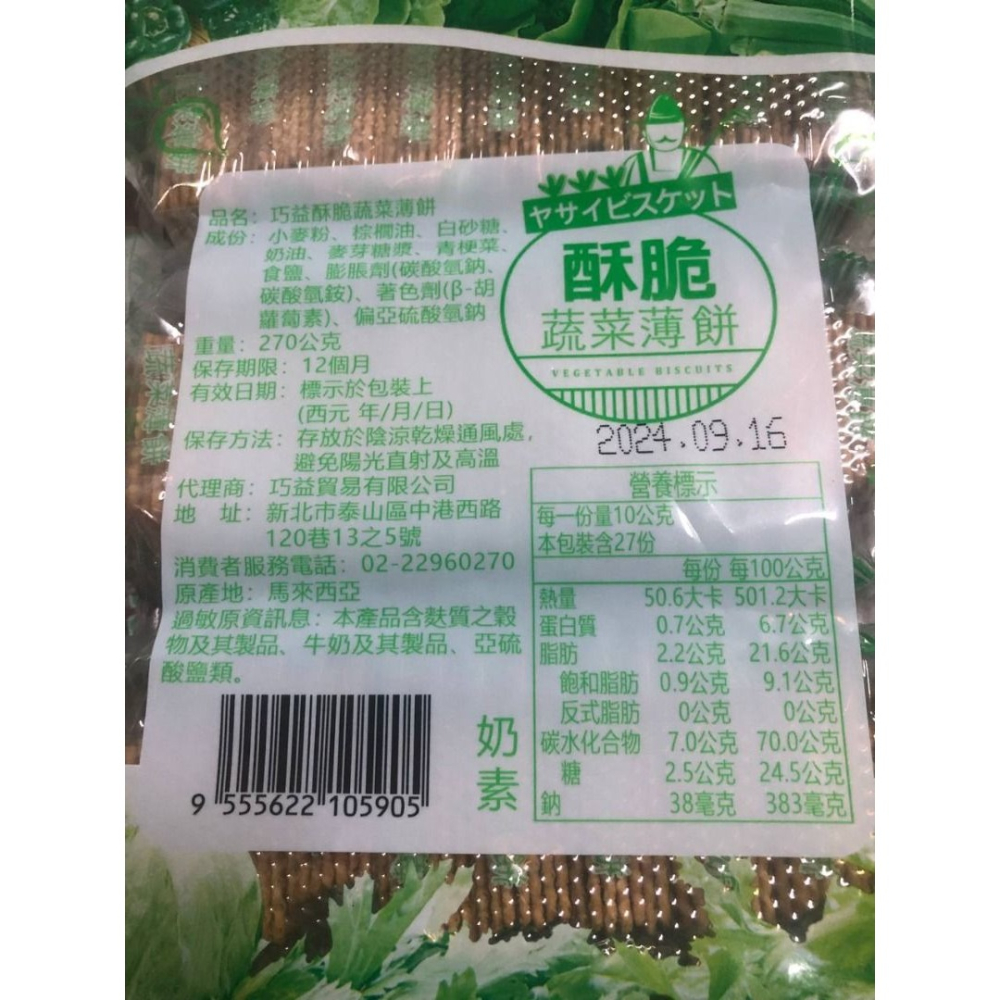 品名：巧益酥脆蔬菜薄餅
成份：小麥粉、棕櫚油、白砂糖、
奶油、麥芽糖漿、青梗菜、
食鹽、膨脹劑(碳酸氫鈉、
碳酸氫銨)、著色劑(β-胡
蘿蔔素)、偏亞硫酸氫鈉
重量：270公克
保存期限：12個月
有效日期：標示於包裝上
(西元 年/月/日)
保存方法：存放於陰涼乾燥通風處，
避免陽光直射及高溫
代理商：巧益貿易有限公司
地　址：新北市泰山區中港西路
120巷13之5號
消費者服務電話：02-22960270
原產地：馬來西亞
過敏原資訊息：本產品含麩質之穀
物及其製品、牛奶及其製品、亞硫
酸鹽類。
9 555622 105905
奶素
ヤサイビスケット
酥脆
蔬菜薄餅
VEGETABLE BISCUITS
2024.09.16
營養標示
每一份量10公克
本包裝含27份
每份 每100公克
熱量 50.6大卡 501.2大卡
蛋白質 0.7公克 6.7公克
脂肪 2.2公克 21.6公克
飽和脂肪 0.9公克 9.1公克
反式脂肪 0公克 0公克
碳水化合物 7.0公克 70.0公克
糖 2.5公克 24.5公克
鈉 38毫克 383毫克